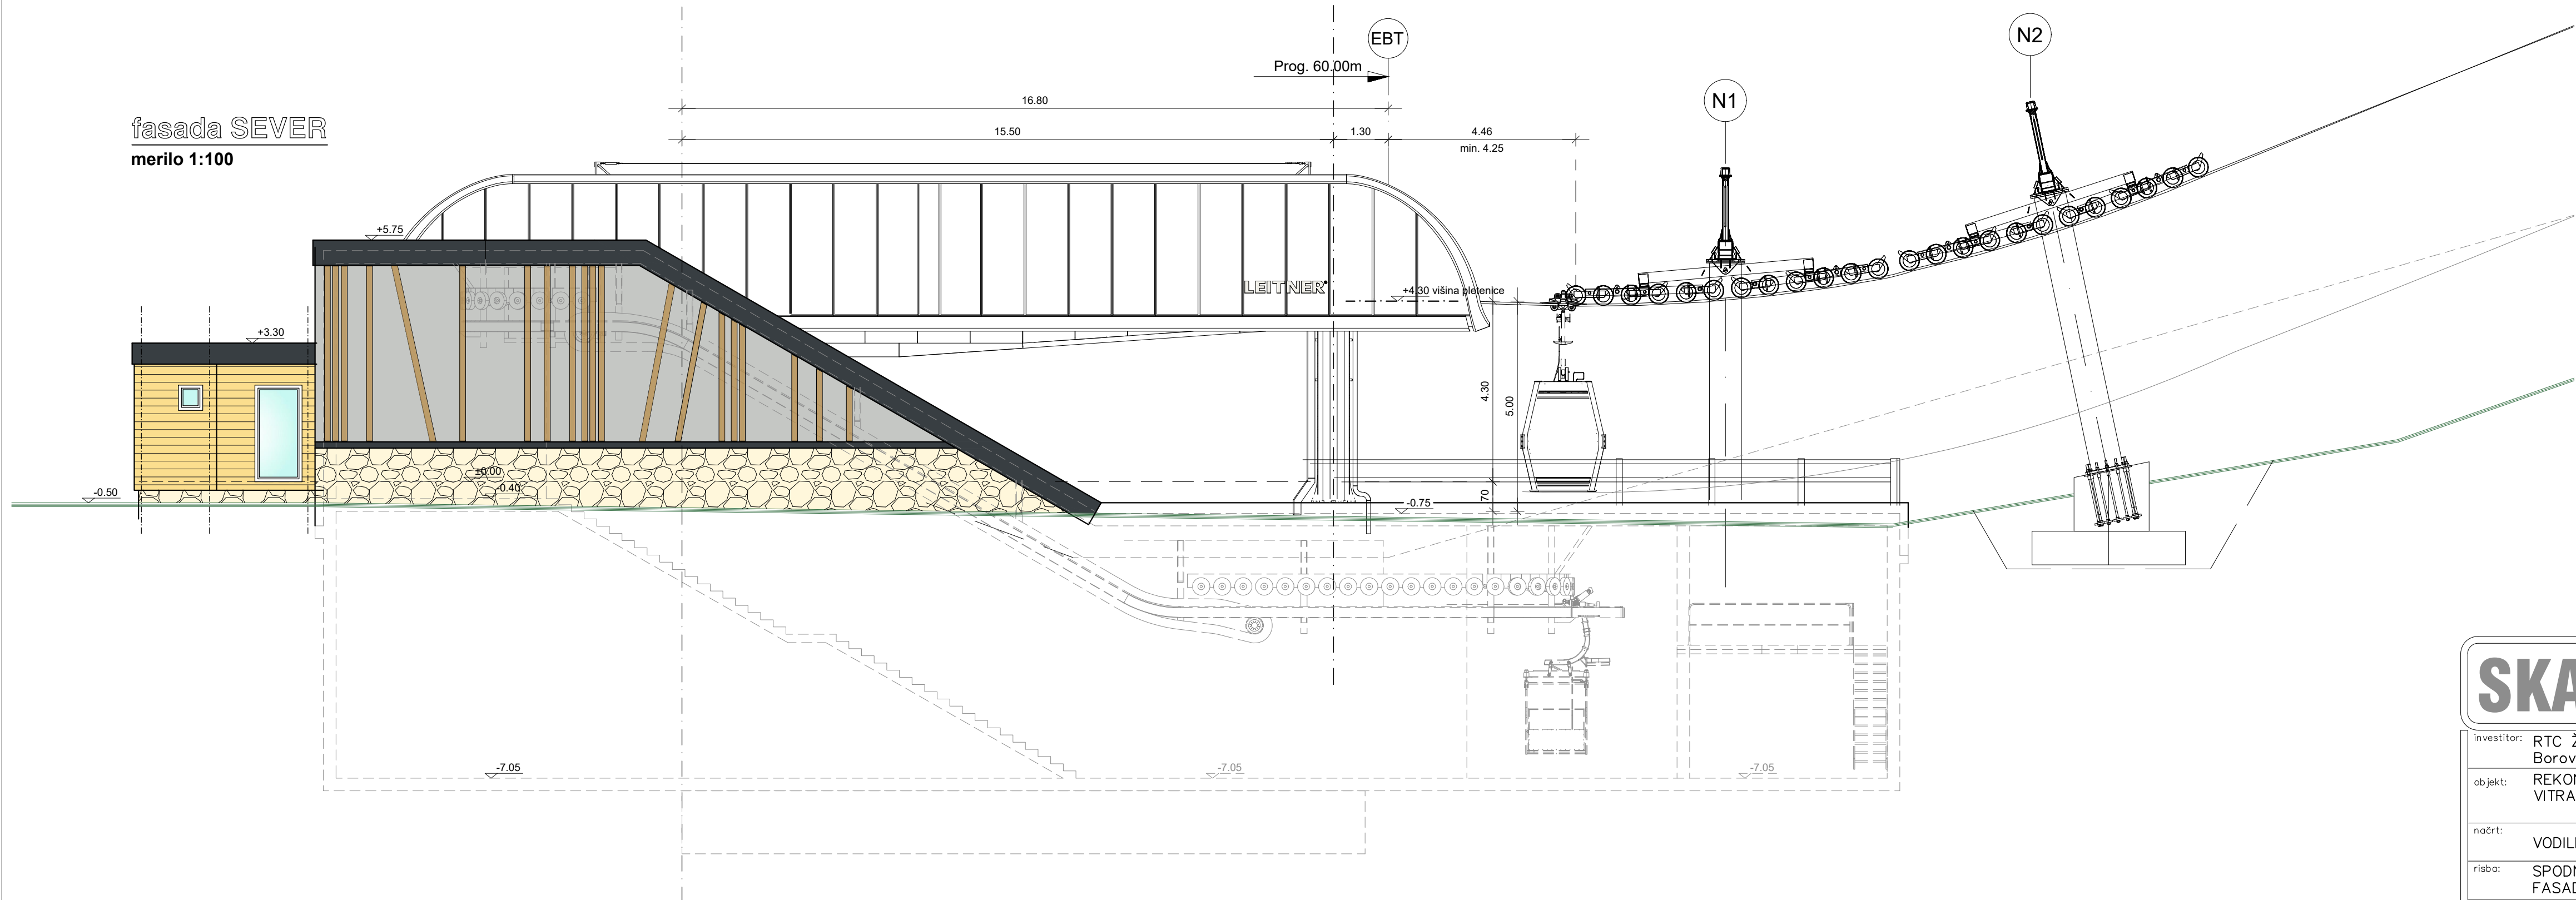 EBT
Prog. 60.00m
N2
N1
16.80
15.50
1.30
4.46
min. 4.25
fasada SEVER
merilo 1:100
+5.75
LEITNER
+4.30 višina pletenice
+3.30
4.30
5.00
70
±0.00
-0.40
-0.50
-0.75
-7.05
-7.05
-7.05
SKA
investitor: RTC Ž
Borov
objekt: REKO
VITRA
načrt:
VODIL
risba: SPODN
FASAD